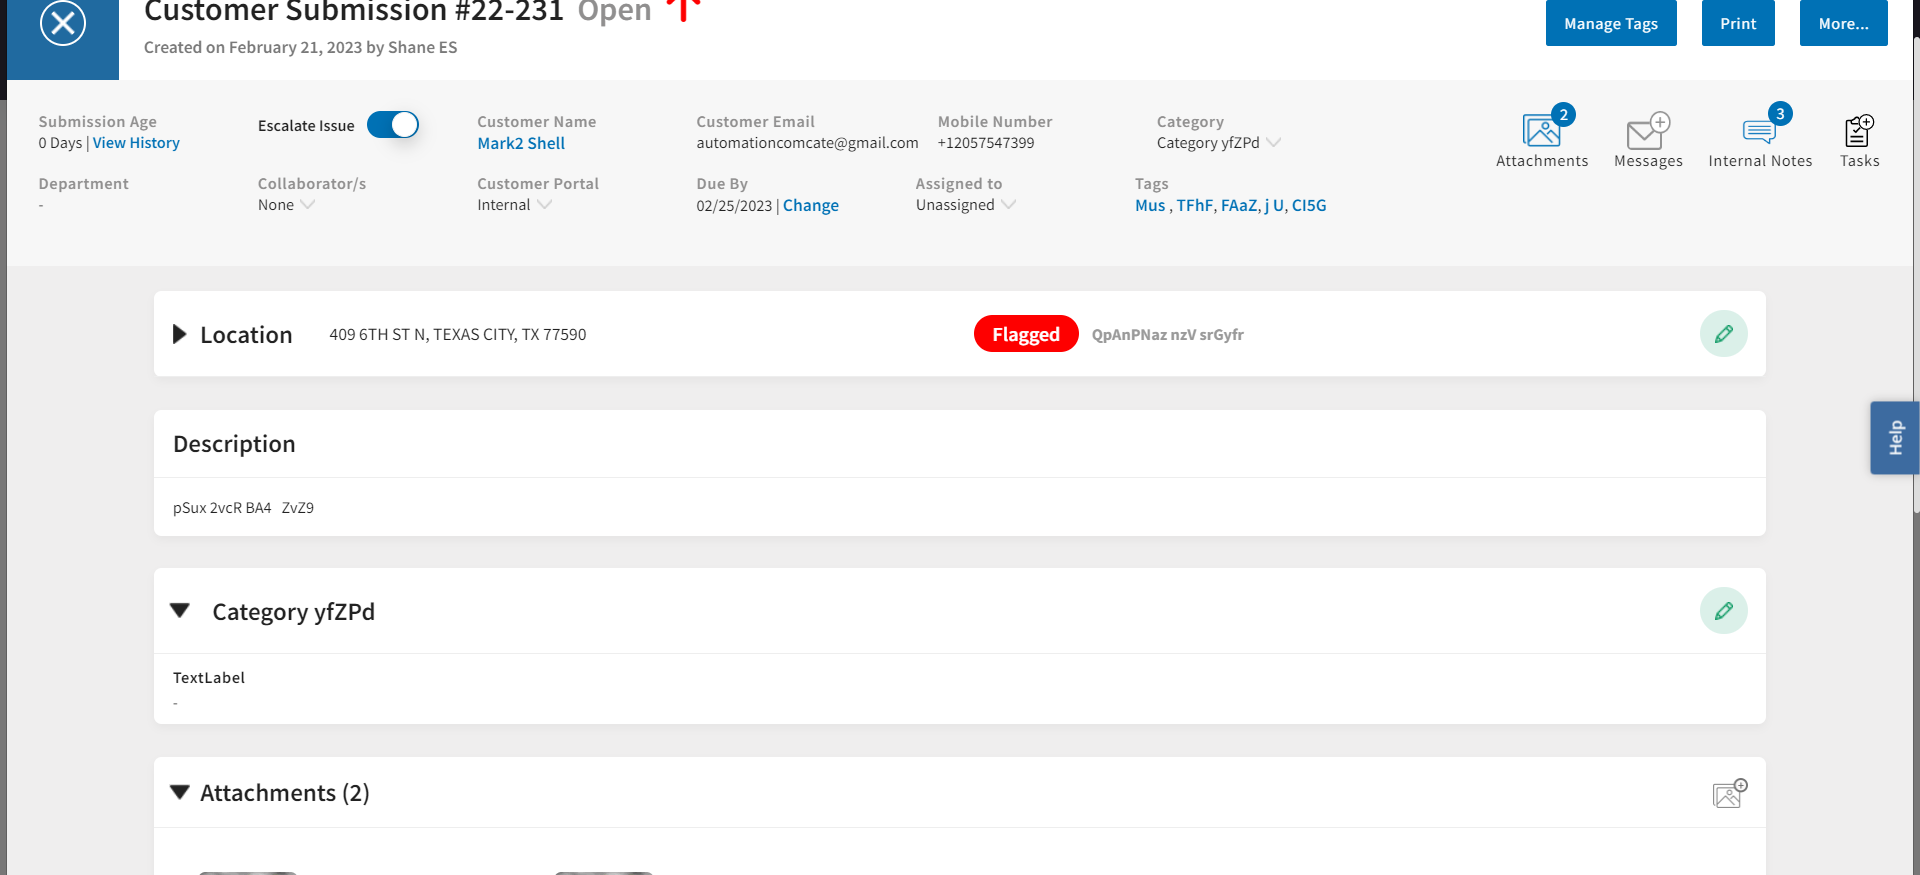 Customer Submission #22-231 Open
Manage Tags
Print
More...
Created on February 21, 2023 by Shane ES
Submission Age
0 Days | View History
Escalate Issue
Customer Name
Mark2 Shell
Customer Email
automationcomcate@gmail.com
Mobile Number
+12057547399
Category
Category yfZPd
2
Attachments
Messages
3
Internal Notes
Tasks
Department
-
Collaborator/s
None
Customer Portal
Internal
Due By
02/25/2023 | Change
Assigned to
Unassigned
Tags
Mus , TFhF, FAaZ, j U, CI5G
Location
409 6TH ST N, TEXAS CITY, TX 77590
Flagged
QpAnPNaz nzV srGyfr
Help
Description
pSux 2vcR BA4 ZvZ9
Category yfZPd
TextLabel
-
Attachments (2)